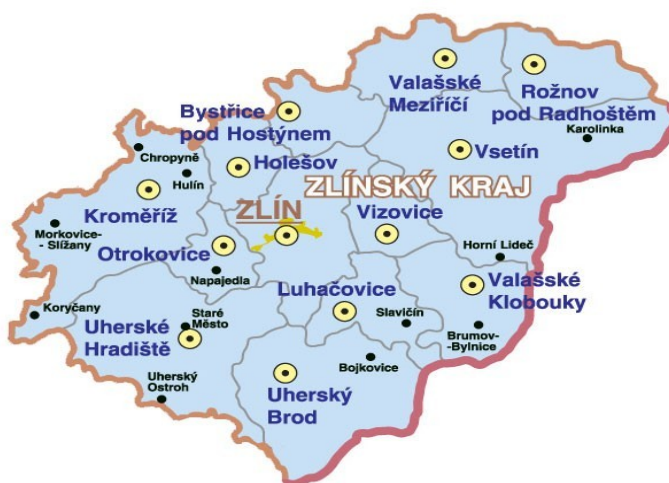 Valašské
Meziříčí
Rožnov
pod Radhoštěm
Karolinka
Bystřice
pod Hostýnem
Chropyně
Holešov
Vsetín
Hulín
ZLÍNSKÝ KRAJ
Kroměříž
ZLÍN
Vizovice
Morkovice-
-Slížany
Otrokovice
Horní Lideč
Napajedla
Luhačovice
Valašské
Klobouky
Koryčany
Staré
Město
Slavičín
Uherské
Hradiště
Brumov-
-Bylnice
Bojkovice
Uherský
Ostroh
Uherský
Brod